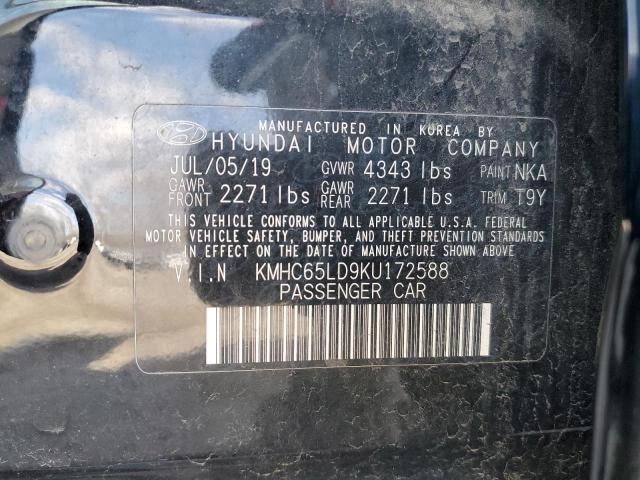 MANUFACTURED IN KOREA BY
HYUNDAI MOTOR COMPANY
JUL/05/19 GVWR 4343 lbs PAINT NKA
GAWR FRONT 2271 lbs GAWR REAR 2271 lbs TRIM T9Y
THIS VEHICLE CONFORMS TO ALL APPLICABLE U.S.A. FEDERAL
MOTOR VEHICLE SAFETY, BUMPER, AND THEFT PREVENTION STANDARDS
IN EFFECT ON THE DATE OF MANUFACTURE SHOWN ABOVE.
V.I.N KMHC65LD9KU172588
PASSENGER CAR